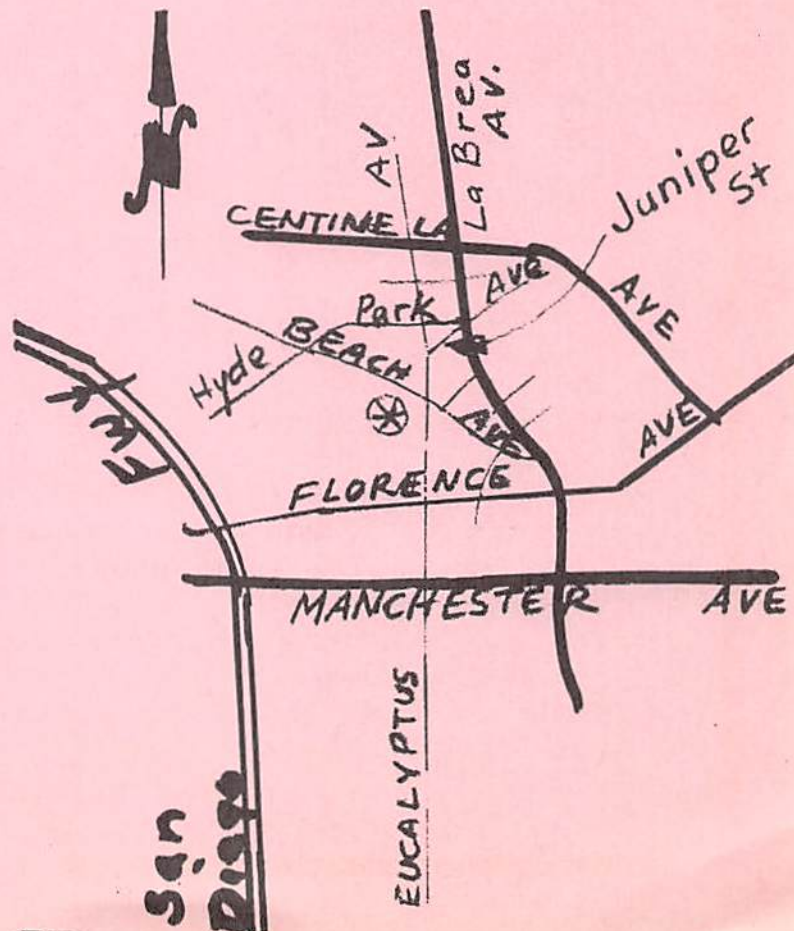 La Brea
AV.
AV
Juniper
St
CENTINELA
AVE
Ave
Park
Hyde
BEACH
AVE
AVE
FWY
FLORENCE
MANCHESTER AVE
EUCALYPTUS
San
Diego